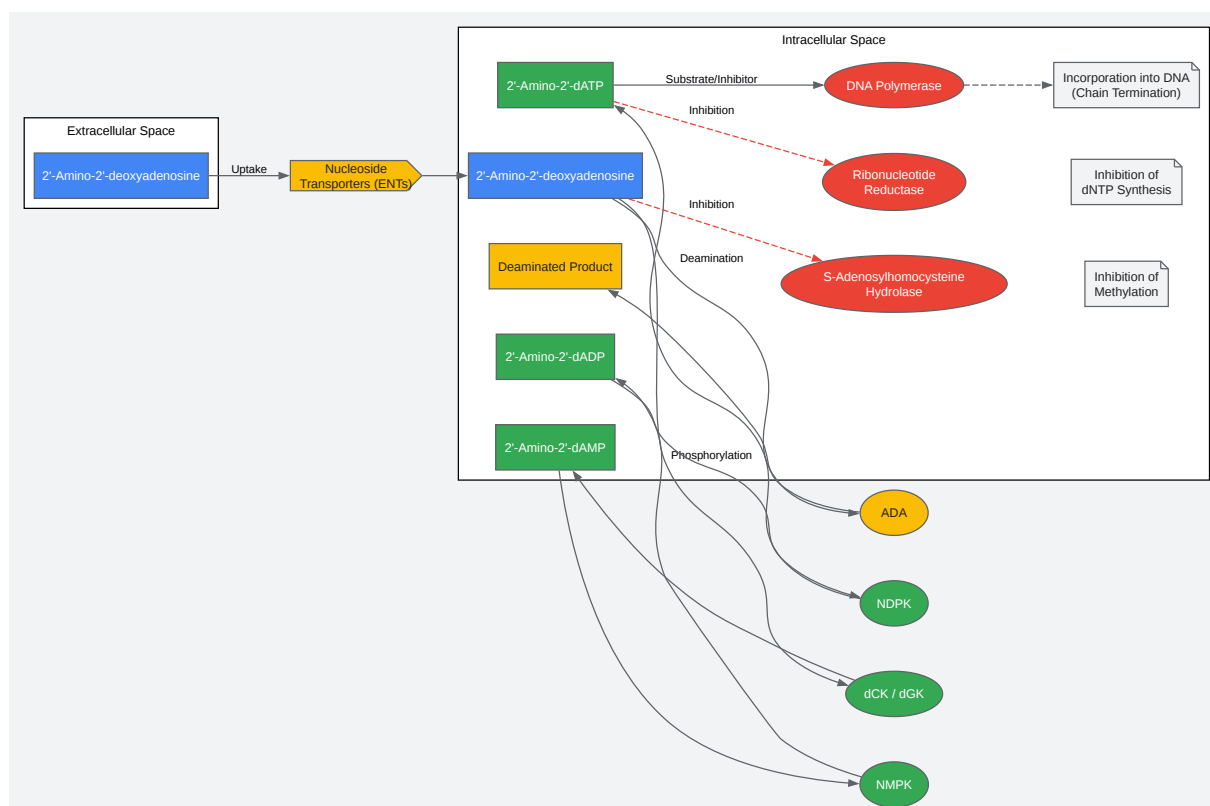 Intracellular Space
2'-Amino-2'-dATP
Substrate/Inhibitor
DNA Polymerase
Incorporation into DNA
(Chain Termination)
Inhibition
Extracellular Space
2'-Amino-2'-deoxyadenosine
Uptake
Nucleoside
Transporters (ENTs)
2'-Amino-2'-deoxyadenosine
Ribonucleotide
Reductase
Inhibition of
dNTP Synthesis
Inhibition
Deamination
Deaminated Product
S-Adenosylhomocysteine
Hydrolase
Inhibition of
Methylation
2'-Amino-2'-dADP
2'-Amino-2'-dAMP
Phosphorylation
ADA
NDPK
dCK / dGK
NMPK